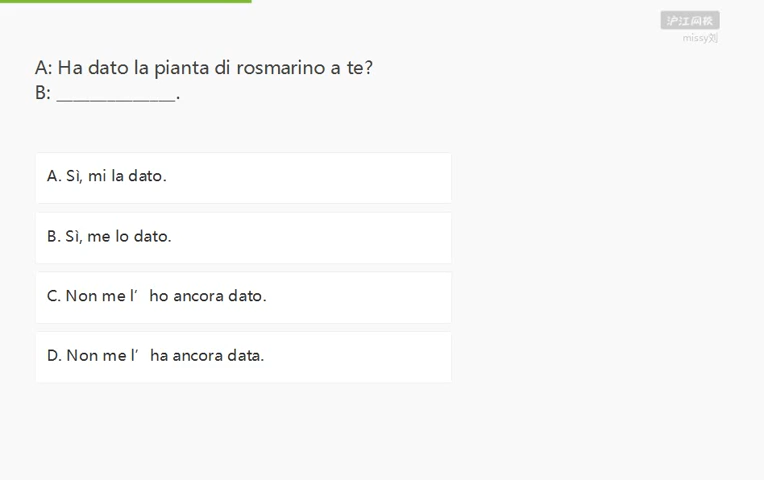 沪江网校
missy刘
A: Ha dato la pianta di rosmarino a te?
B: ______________.
A. Sì, mi la dato.
B. Sì, me lo dato.
C. Non me l’ ho ancora dato.
D. Non me l’ ha ancora data.